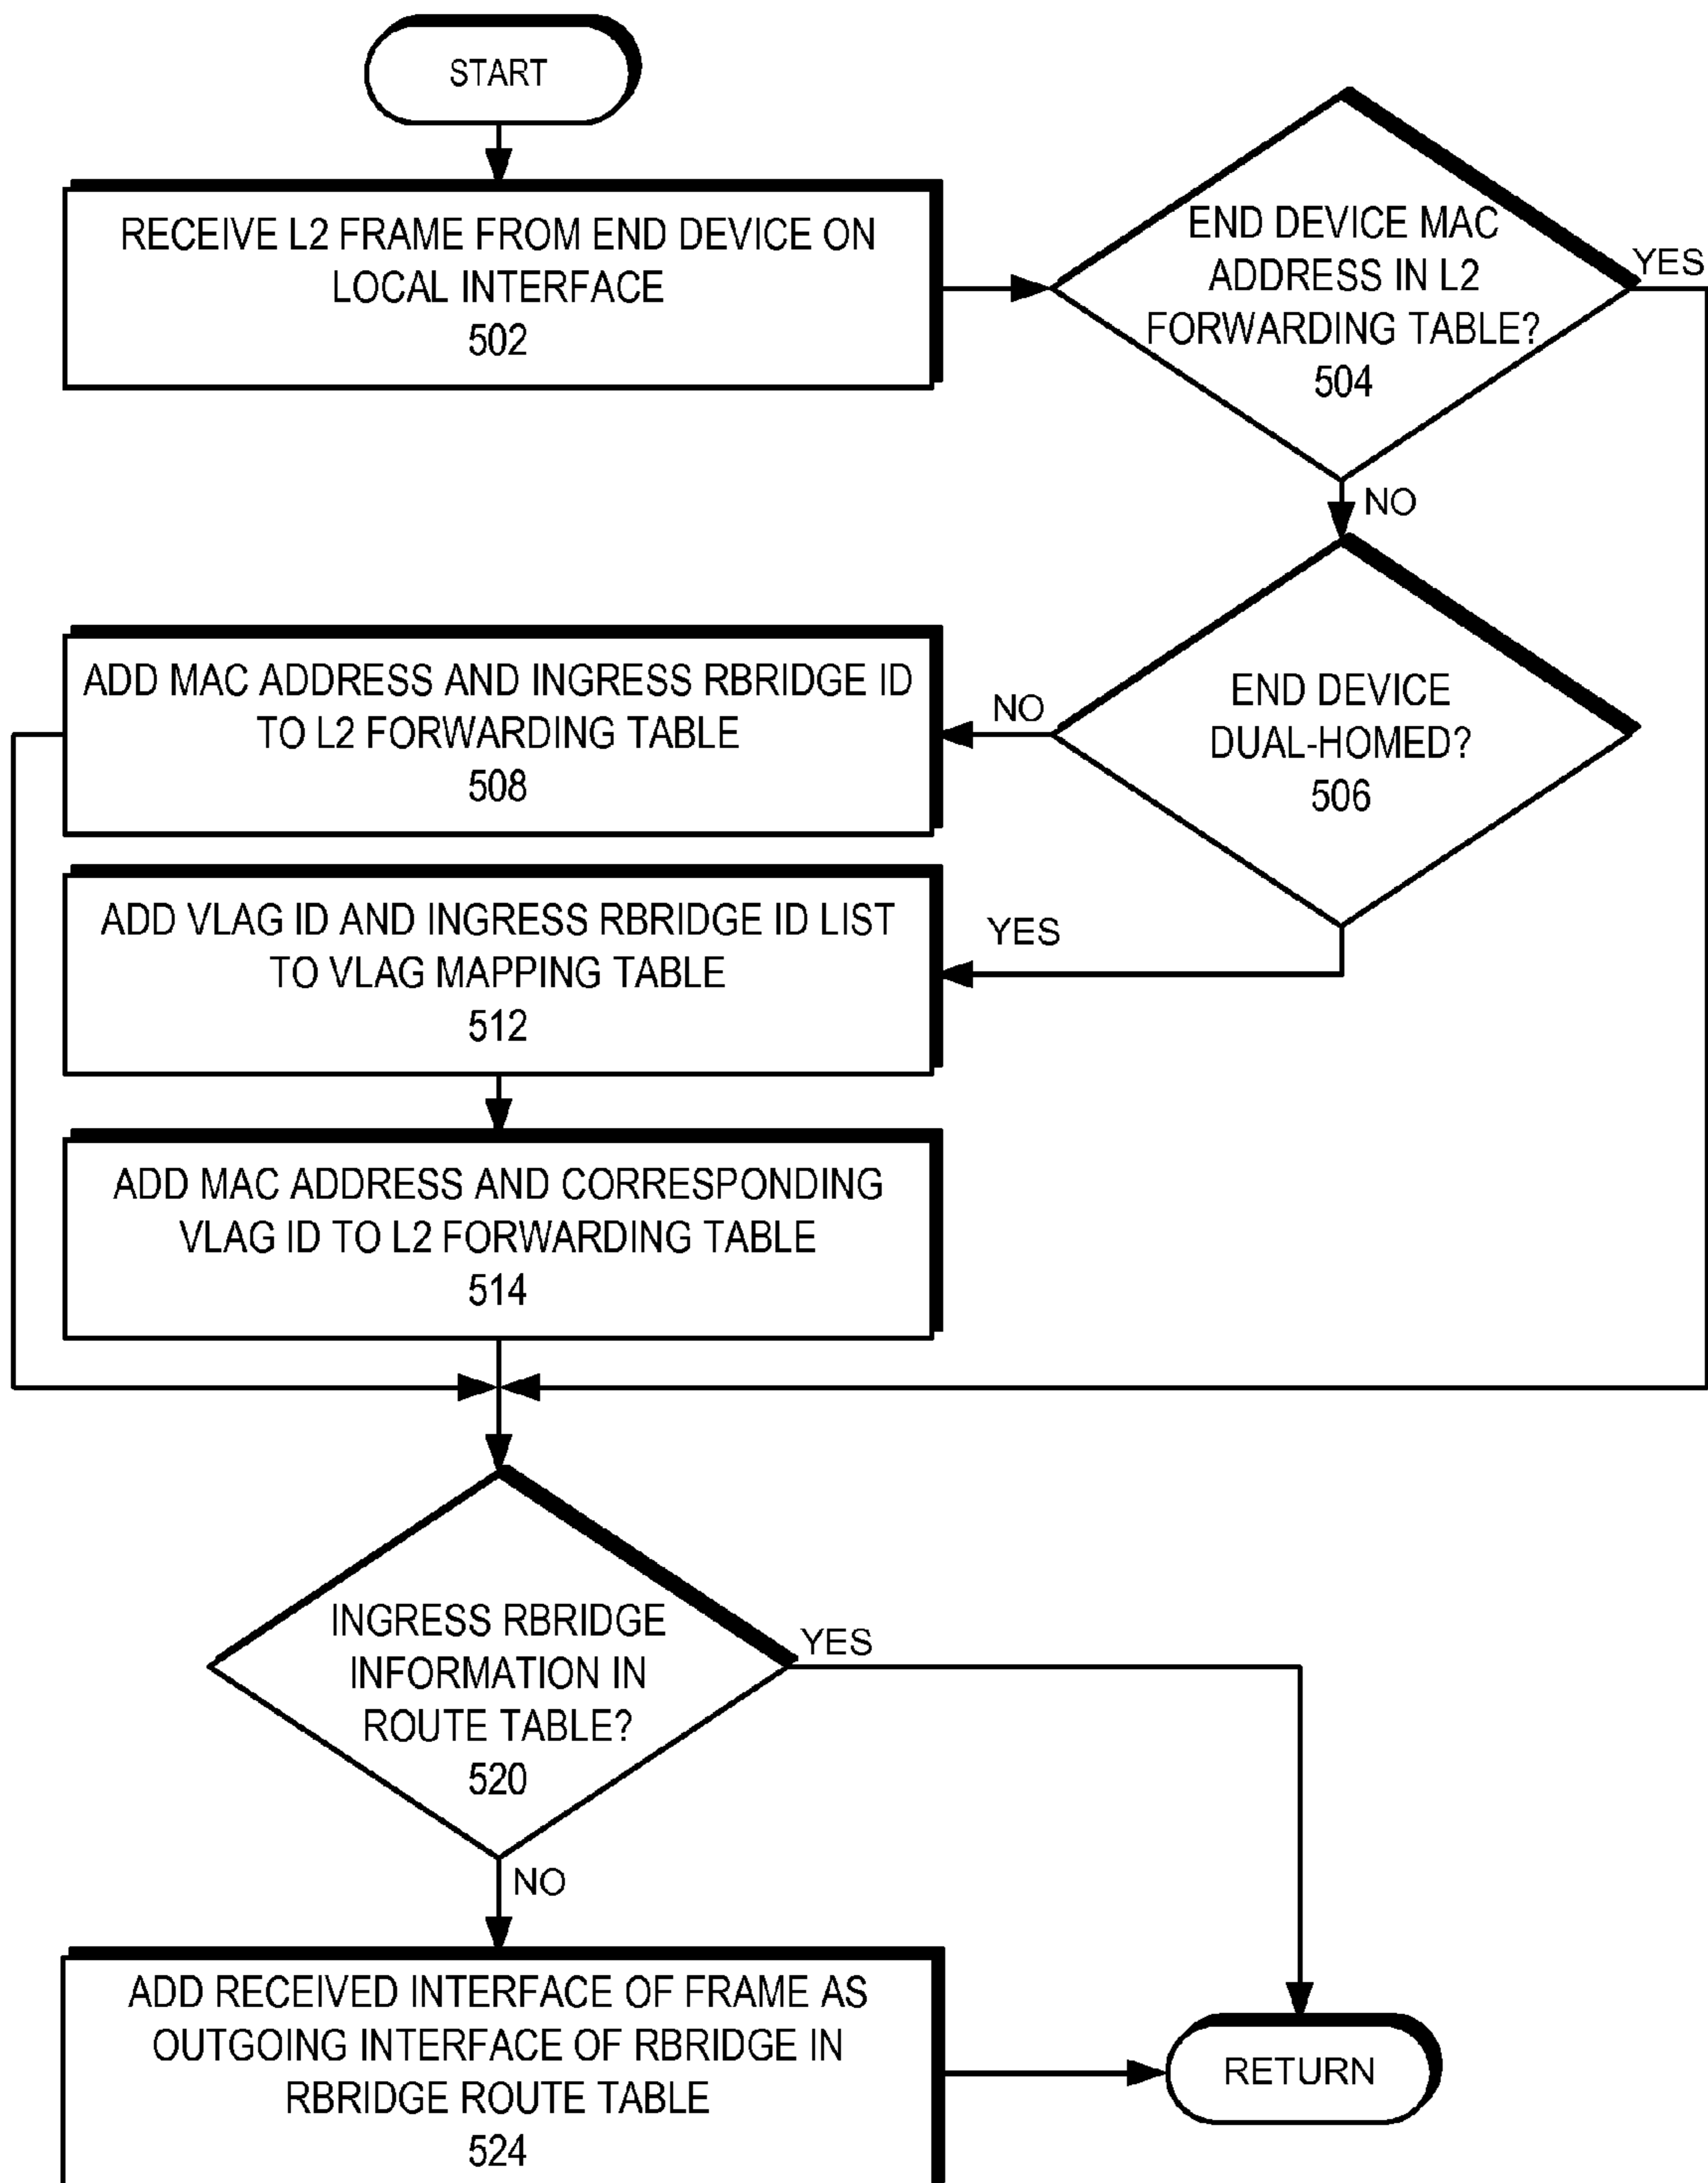 START
RECEIVE L2 FRAME FROM END DEVICE ON
LOCAL INTERFACE
502
END DEVICE MAC
ADDRESS IN L2
FORWARDING TABLE?
504
YES
NO
END DEVICE
DUAL-HOMED?
506
NO
ADD MAC ADDRESS AND INGRESS RBRIDGE ID
TO L2 FORWARDING TABLE
508
YES
ADD VLAG ID AND INGRESS RBRIDGE ID LIST
TO VLAG MAPPING TABLE
512
ADD MAC ADDRESS AND CORRESPONDING
VLAG ID TO L2 FORWARDING TABLE
514
INGRESS RBRIDGE
INFORMATION IN
ROUTE TABLE?
520
YES
NO
ADD RECEIVED INTERFACE OF FRAME AS
OUTGOING INTERFACE OF RBRIDGE IN
RBRIDGE ROUTE TABLE
524
RETURN